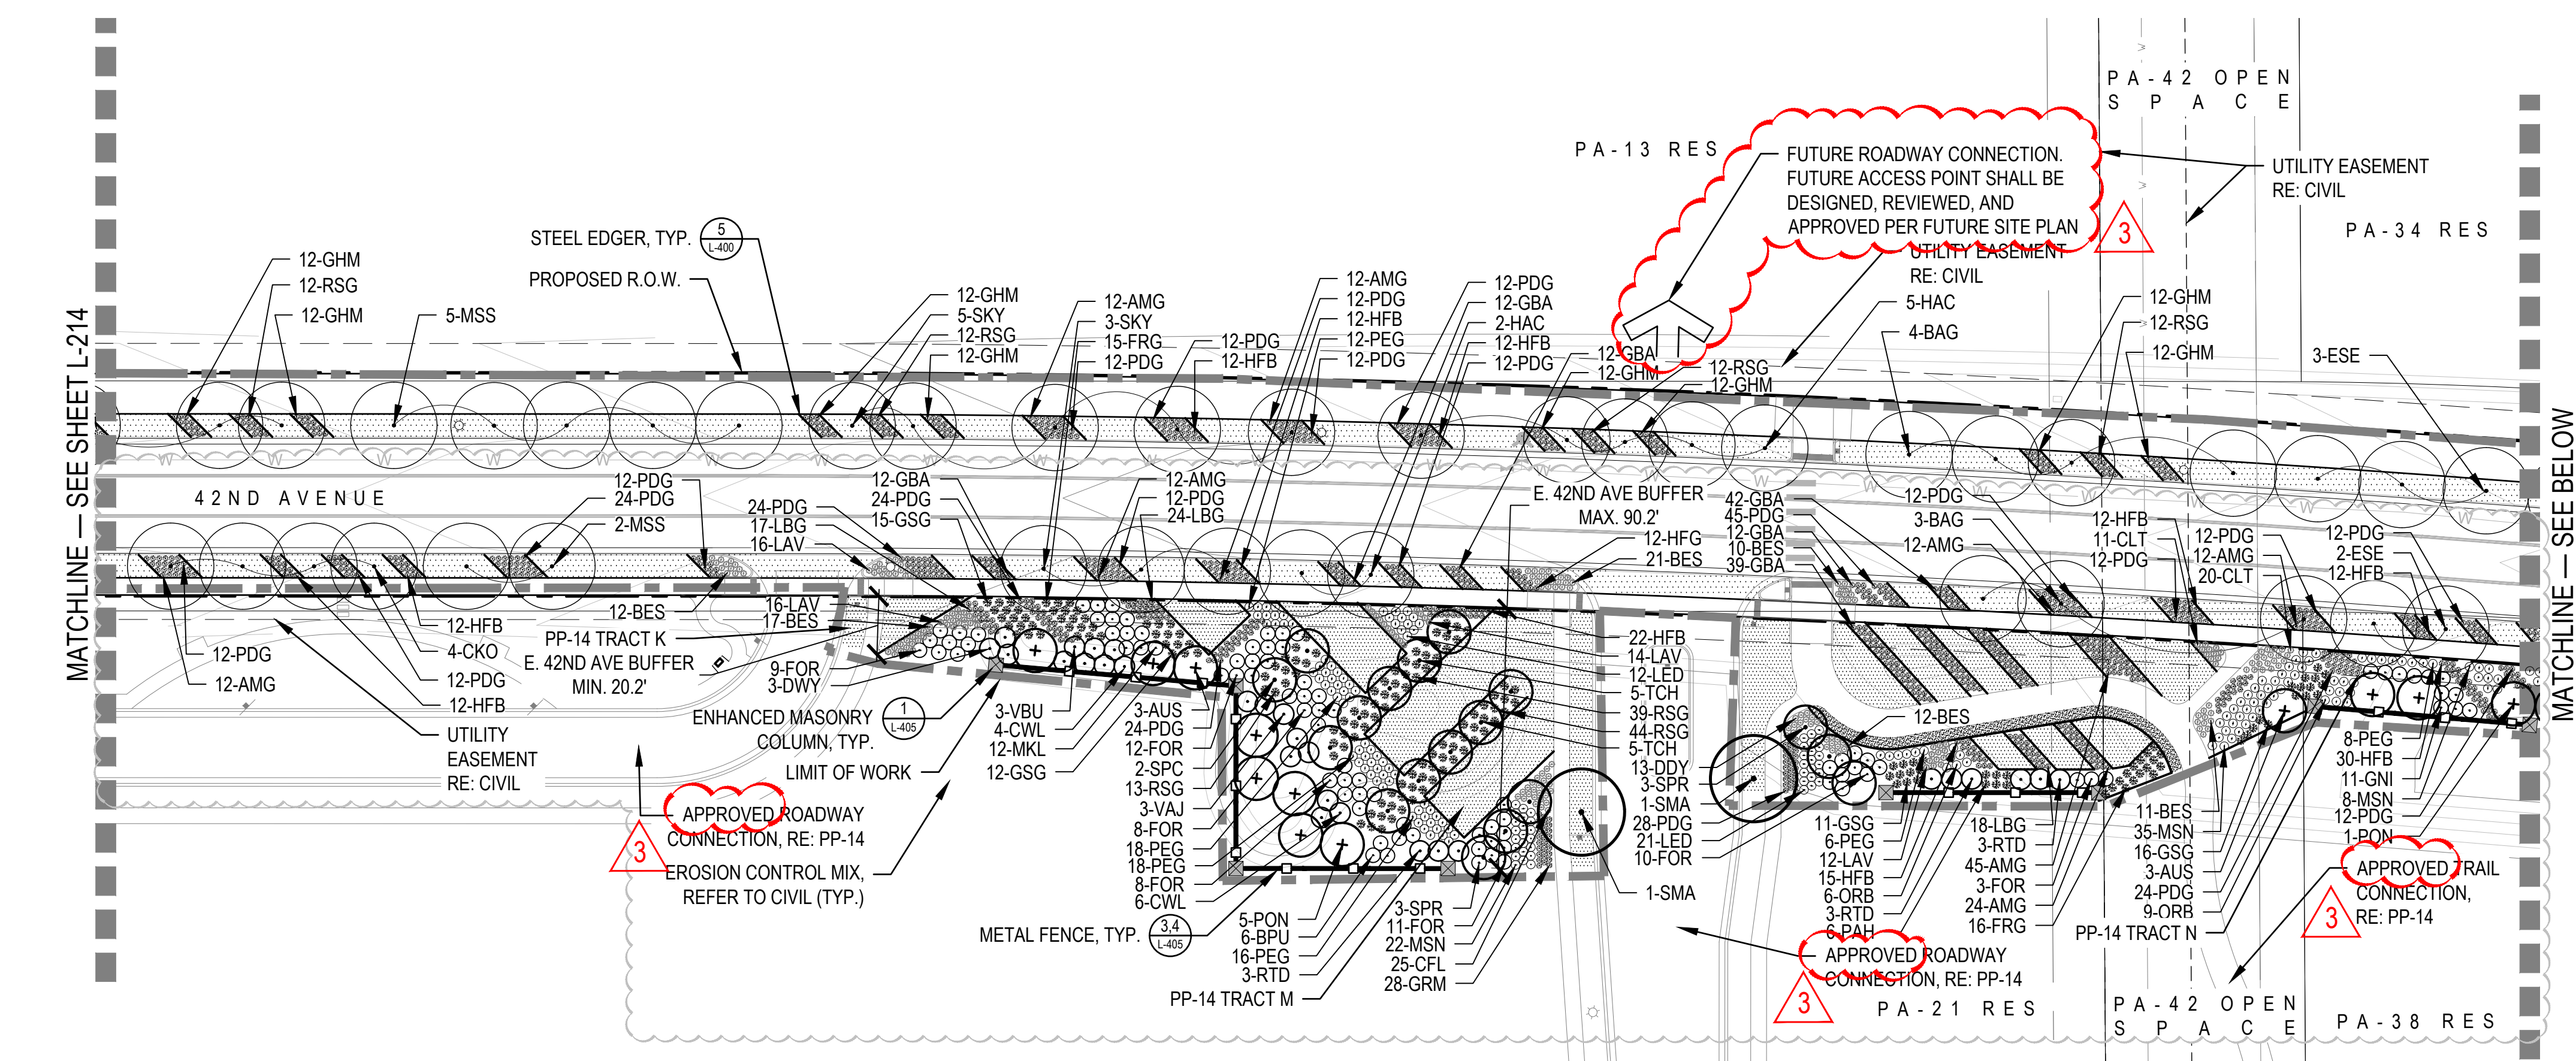 PA-42 OPEN
SPACE
PA-13 RES
FUTURE ROADWAY CONNECTION.
FUTURE ACCESS POINT SHALL BE
DESIGNED, REVIEWED, AND
APPROVED PER FUTURE SITE PLAN
3
UTILITY EASEMENT
RE: CIVIL
UTILITY EASEMENT
RE: CIVIL
PA-34 RES
STEEL EDGER, TYP.
5
L-400
PROPOSED R.O.W.
MATCHLINE — SEE SHEET L-214
12-GHM
12-RSG
12-GHM
5-MSS
12-GHM
5-SKY
12-RSG
12-GHM
12-AMG
3-SKY
15-FRG
12-PDG
12-PDG
12-HFB
12-AMG
12-PDG
12-HFB
12-PEG
12-PDG
12-PDG
12-GBA
2-HAC
12-HFB
12-PDG
12-GBA
12-GHM
12-RSG
12-GHM
5-HAC
4-BAG
12-GHM
12-RSG
12-GHM
3-ESE
MATCHLINE — SEE BELOW
W W W W W W W W W W W W W W W W
42ND AVENUE
12-PDG
24-PDG
2-MSS
24-PDG
17-LBG
16-LAV
12-GBA
24-PDG
15-GSG
12-AMG
12-PDG
24-LBG
E. 42ND AVE BUFFER
MAX. 90.2'
12-HFG
21-BES
42-GBA
45-PDG
12-GBA
10-BES
39-GBA
12-PDG
3-BAG
12-AMG
12-HFB
11-CLT
12-PDG
12-PDG
12-AMG
20-CLT
12-PDG
2-ESE
12-HFB
12-PDG
12-AMG
12-HFB
4-CKO
12-PDG
12-HFB
UTILITY
EASEMENT
RE: CIVIL
12-BES
16-LAV
17-BES
PP-14 TRACT K
E. 42ND AVE BUFFER
MIN. 20.2'
9-FOR
3-DWY
ENHANCED MASONRY
COLUMN, TYP.
1
L-405
LIMIT OF WORK
3-VBU
4-CWL
12-MKL
12-GSG
3-AUS
24-PDG
12-FOR
2-SPC
13-RSG
3-VAJ
8-FOR
18-PEG
18-PEG
8-FOR
6-CWL
APPROVED ROADWAY
CONNECTION, RE: PP-14
3
EROSION CONTROL MIX,
REFER TO CIVIL (TYP.)
METAL FENCE, TYP.
3,4
L-405
5-PON
6-BPU
16-PEG
3-RTD
PP-14 TRACT M
3-SPR
11-FOR
22-MSN
25-CFL
28-GRM
22-HFB
14-LAV
12-LED
5-TCH
39-RSG
44-RSG
5-TCH
13-DDY
3-SPR
1-SMA
28-PDG
21-LED
10-FOR
1-SMA
12-BES
11-GSG
6-PEG
12-LAV
15-HFB
6-ORB
3-RTD
6-PAH
18-LBG
3-RTD
45-AMG
3-FOR
24-AMG
16-FRG
11-BES
35-MSN
16-GSG
3-AUS
24-PDG
9-ORB
PP-14 TRACT N
8-PEG
30-HFB
11-GNI
8-MSN
12-PDG
1-PON
APPROVED TRAIL
CONNECTION,
RE: PP-14
3
APPROVED ROADWAY
CONNECTION, RE: PP-14
3
PA-21 RES
PA-42 OPEN
SPACE
PA-38 RES